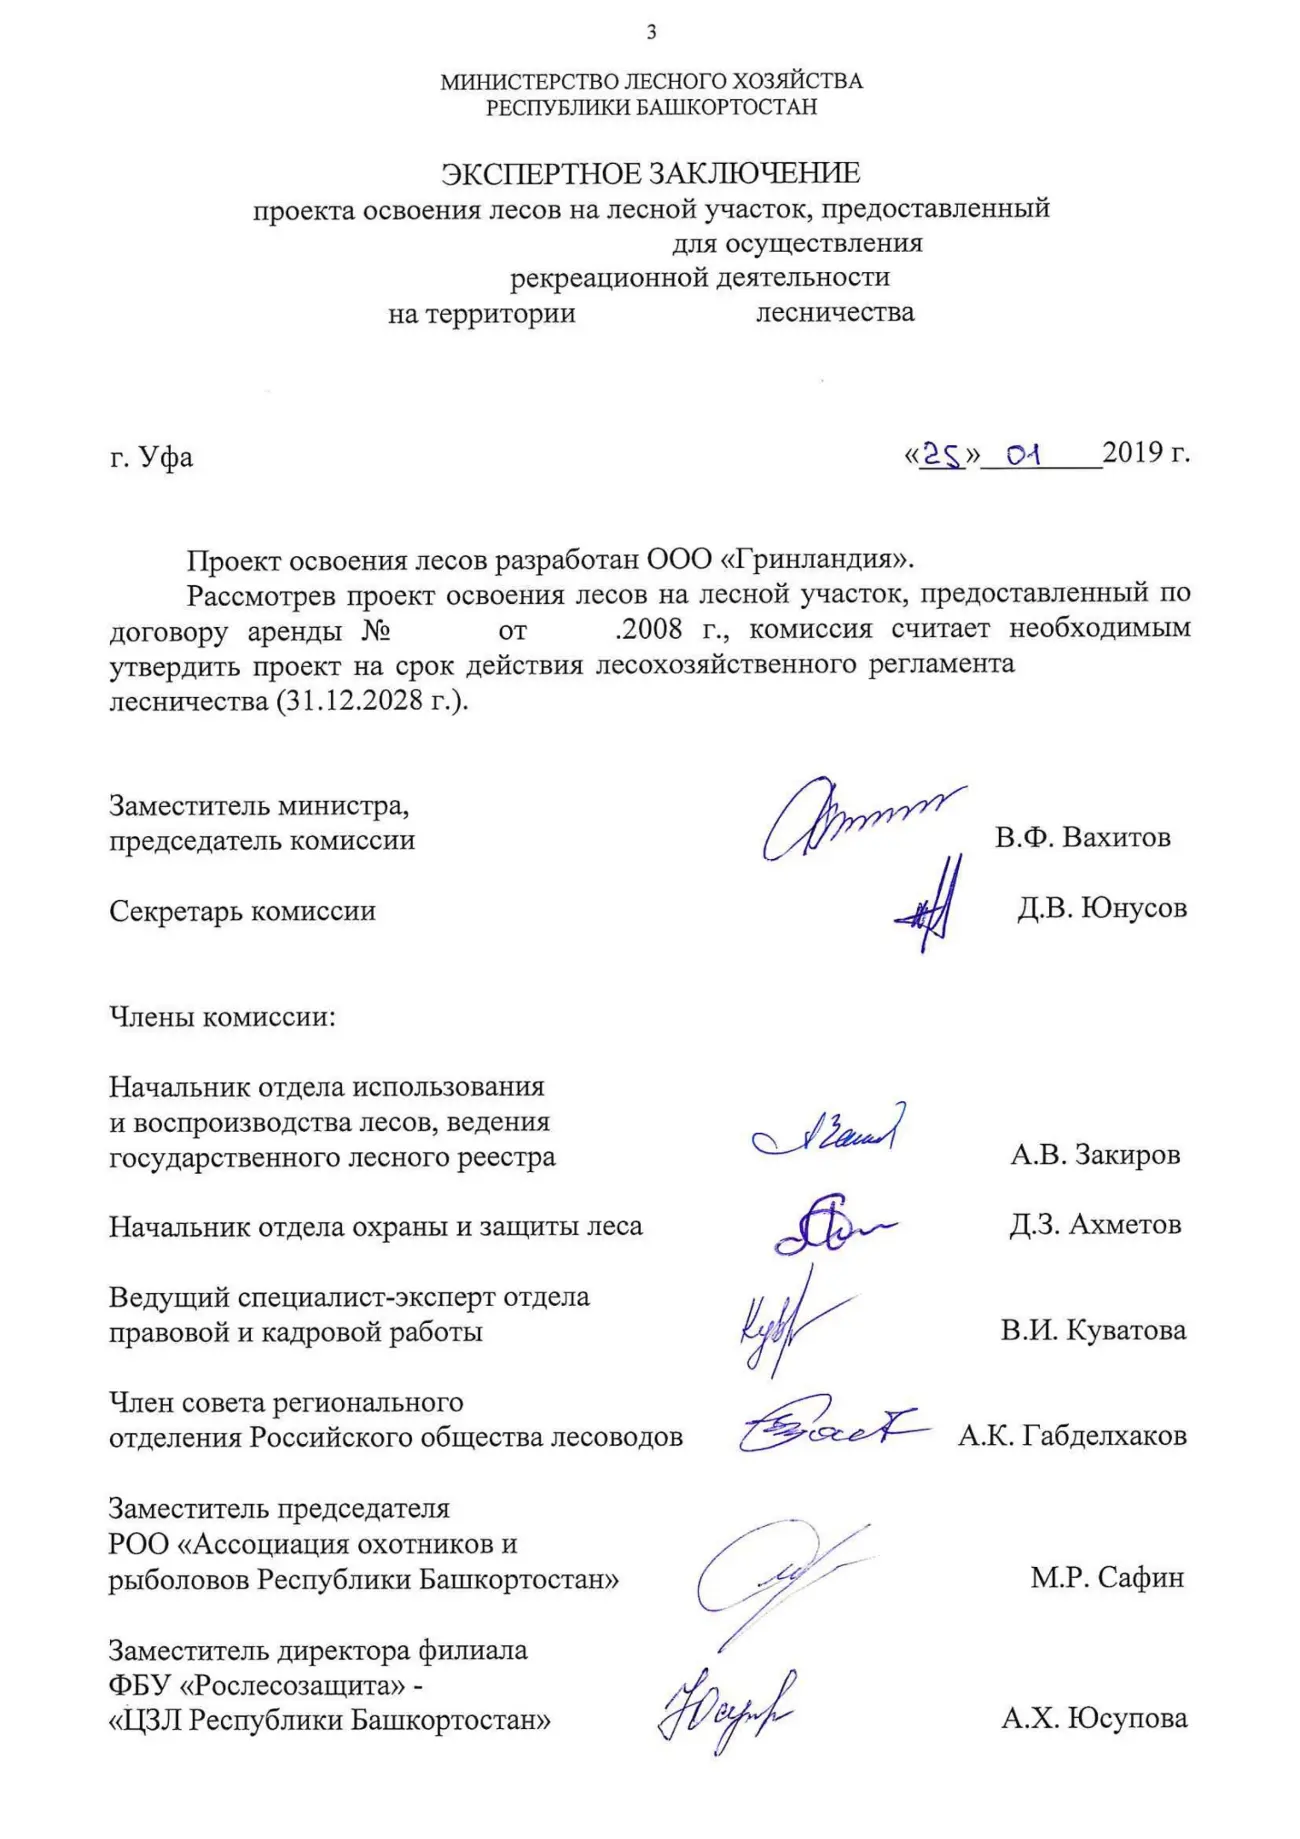 3
МИНИСТЕРСТВО ЛЕСНОГО ХОЗЯЙСТВА
РЕСПУБЛИКИ БАШКОРТОСТАН
ЭКСПЕРТНОЕ ЗАКЛЮЧЕНИЕ
проекта освоения лесов на лесной участок, предоставленный
для осуществления
рекреационной деятельности
на территории лесничества
г. Уфа «25» 01 2019 г.
Проект освоения лесов разработан ООО «Гринландия».
Рассмотрев проект освоения лесов на лесной участок, предоставленный по
договору аренды № от .2008 г., комиссия считает необходимым
утвердить проект на срок действия лесохозяйственного регламента
лесничества (31.12.2028 г.).
Заместитель министра,
председатель комиссии В.Ф. Вахитов
Секретарь комиссии Д.В. Юнусов
Члены комиссии:
Начальник отдела использования
и воспроизводства лесов, ведения
государственного лесного реестра А.В. Закиров
Начальник отдела охраны и защиты леса Д.З. Ахметов
Ведущий специалист-эксперт отдела
правовой и кадровой работы В.И. Куватова
Член совета регионального
отделения Российского общества лесоводов А.К. Габделхаков
Заместитель председателя
РОО «Ассоциация охотников и
рыболовов Республики Башкортостан» М.Р. Сафин
Заместитель директора филиала
ФБУ «Рослесозащита» -
«ЦЗЛ Республики Башкортостан» А.Х. Юсупова